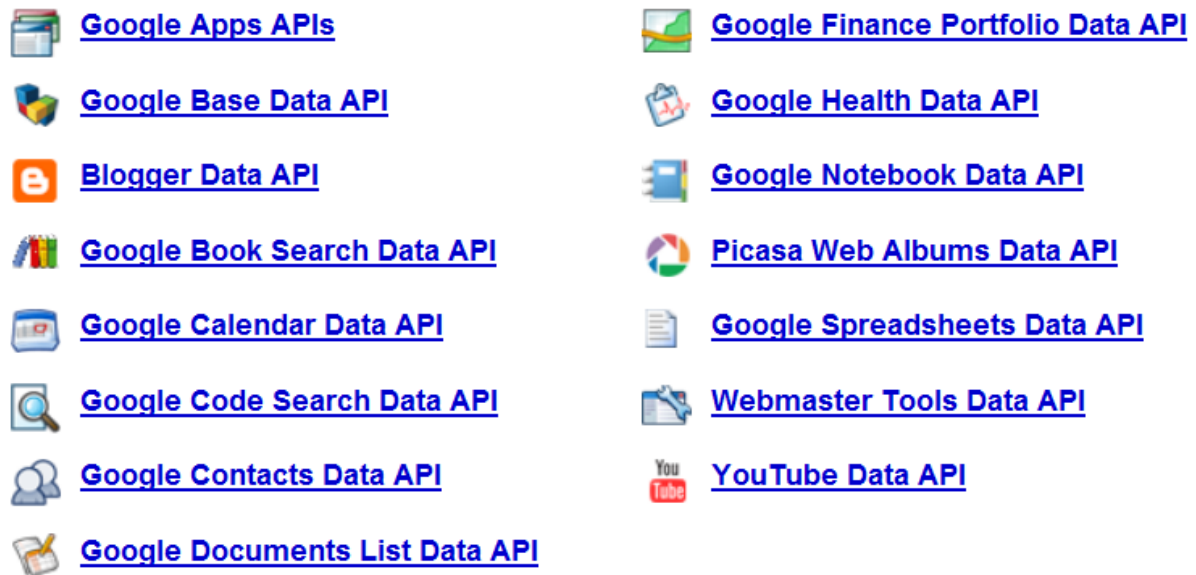 Google Apps APIs
Google Base Data API
Blogger Data API
Google Book Search Data API
Google Calendar Data API
Google Code Search Data API
Google Contacts Data API
Google Documents List Data API
Google Finance Portfolio Data API
Google Health Data API
Google Notebook Data API
Picasa Web Albums Data API
Google Spreadsheets Data API
Webmaster Tools Data API
You
Tube
YouTube Data API